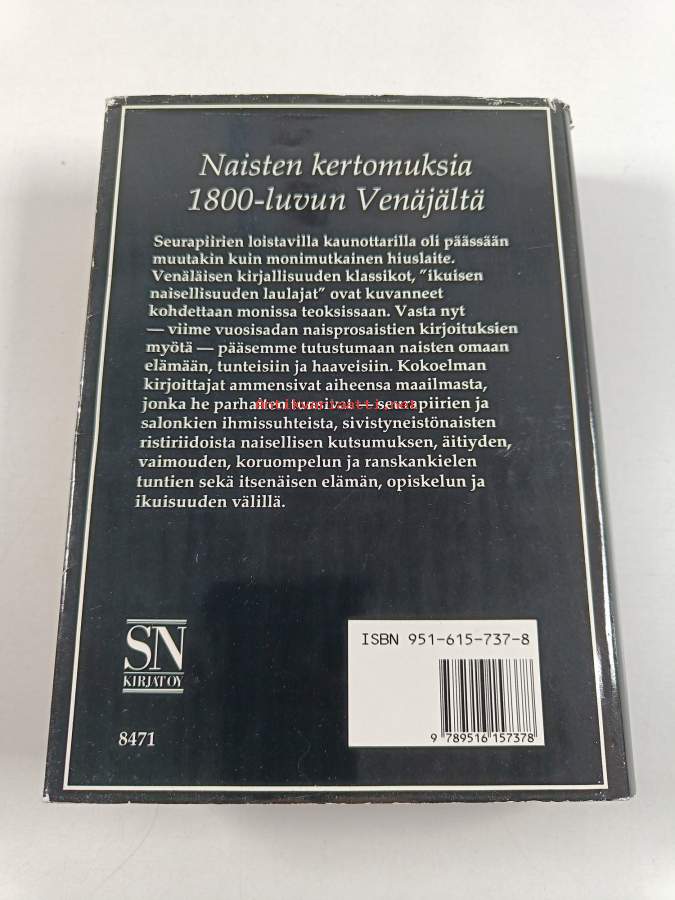 Naisten kertomuksia
1800-luvun Venäjältä
Seurapiirien loistavilla kaunottarilla oli päässään
muutakin kuin monimutkainen hiuslaite.
Venäläisen kirjallisuuden klassikot, ”ikuisen
naisellisuuden laulajat” ovat kuvanneet
kohdettaan monissa teoksissaan. Vasta nyt
— viime vuosisadan naisprosaistien kirjoituksien
myötä — pääsemme tutustumaan naisten omaan
elämään, tunteisiin ja haaveisiin. Kokoelman
kirjoittajat ammensivat aiheensa maailmasta,
jonka he parhaiten tunsivat — seurapiirien ja
Antikvariaatti.net
salonkien ihmissuhteista, sivistyneistönaisten
ristiriidoista naisellisen kutsumuksen, äitiyden,
vaimouden, koruompelun ja ranskankielen
tuntien sekä itsenäisen elämän, opiskelun ja
ikuisuuden välillä.
SN
KIRJAT OY
8471
ISBN 951-615-737-8
9 789516 157378